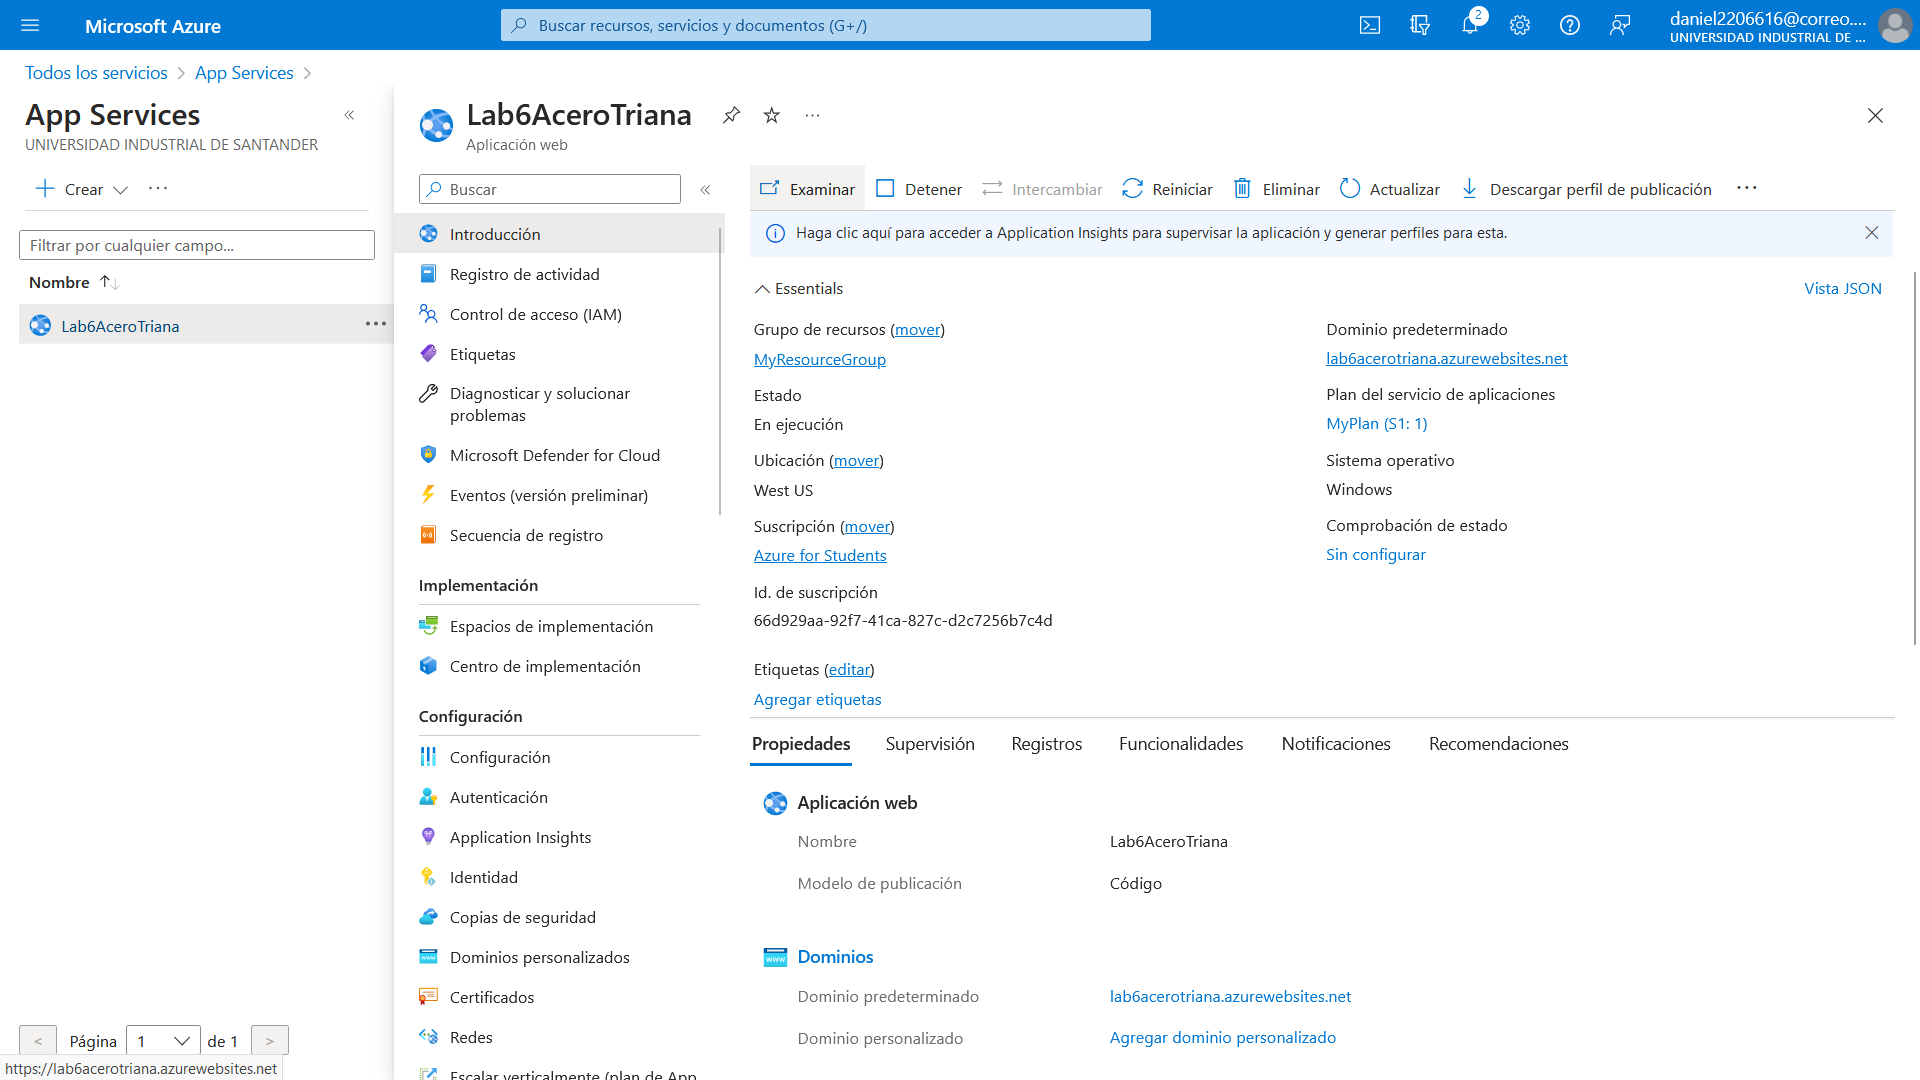 Microsoft Azure
Buscar recursos, servicios y documentos (G+/)
2
daniel2206616@correo....
UNIVERSIDAD INDUSTRIAL DE ...
Todos los servicios
App Services
App Services
UNIVERSIDAD INDUSTRIAL DE SANTANDER
Crear
Filtrar por cualquier campo...
Nombre
Lab6AceroTriana
< Página 1 de 1 >
https://lab6acerotriana.azurewebsites.net
Lab6AceroTriana
Aplicación web
Buscar
Introducción
Registro de actividad
Control de acceso (IAM)
Etiquetas
Diagnosticar y solucionar
problemas
Microsoft Defender for Cloud
Eventos (versión preliminar)
Secuencia de registro
Implementación
Espacios de implementación
Centro de implementación
Configuración
Configuración
Autenticación
Application Insights
Identidad
Copias de seguridad
Dominios personalizados
Certificados
Redes
Escalar verticalmente (plan de App
Examinar
Detener
Intercambiar
Reiniciar
Eliminar
Actualizar
Descargar perfil de publicación
Haga clic aquí para acceder a Application Insights para supervisar la aplicación y generar perfiles para esta.
Essentials
Vista JSON
Grupo de recursos (mover)
MyResourceGroup
Estado
En ejecución
Ubicación (mover)
West US
Suscripción (mover)
Azure for Students
Id. de suscripción
66d929aa-92f7-41ca-827c-d2c7256b7c4d
Etiquetas (editar)
Agregar etiquetas
Dominio predeterminado
lab6acerotriana.azurewebsites.net
Plan del servicio de aplicaciones
MyPlan (S1: 1)
Sistema operativo
Windows
Comprobación de estado
Sin configurar
Propiedades
Supervisión
Registros
Funcionalidades
Notificaciones
Recomendaciones
Aplicación web
Nombre
Lab6AceroTriana
Modelo de publicación
Código
Dominios
Dominio predeterminado
lab6acerotriana.azurewebsites.net
Dominio personalizado
Agregar dominio personalizado